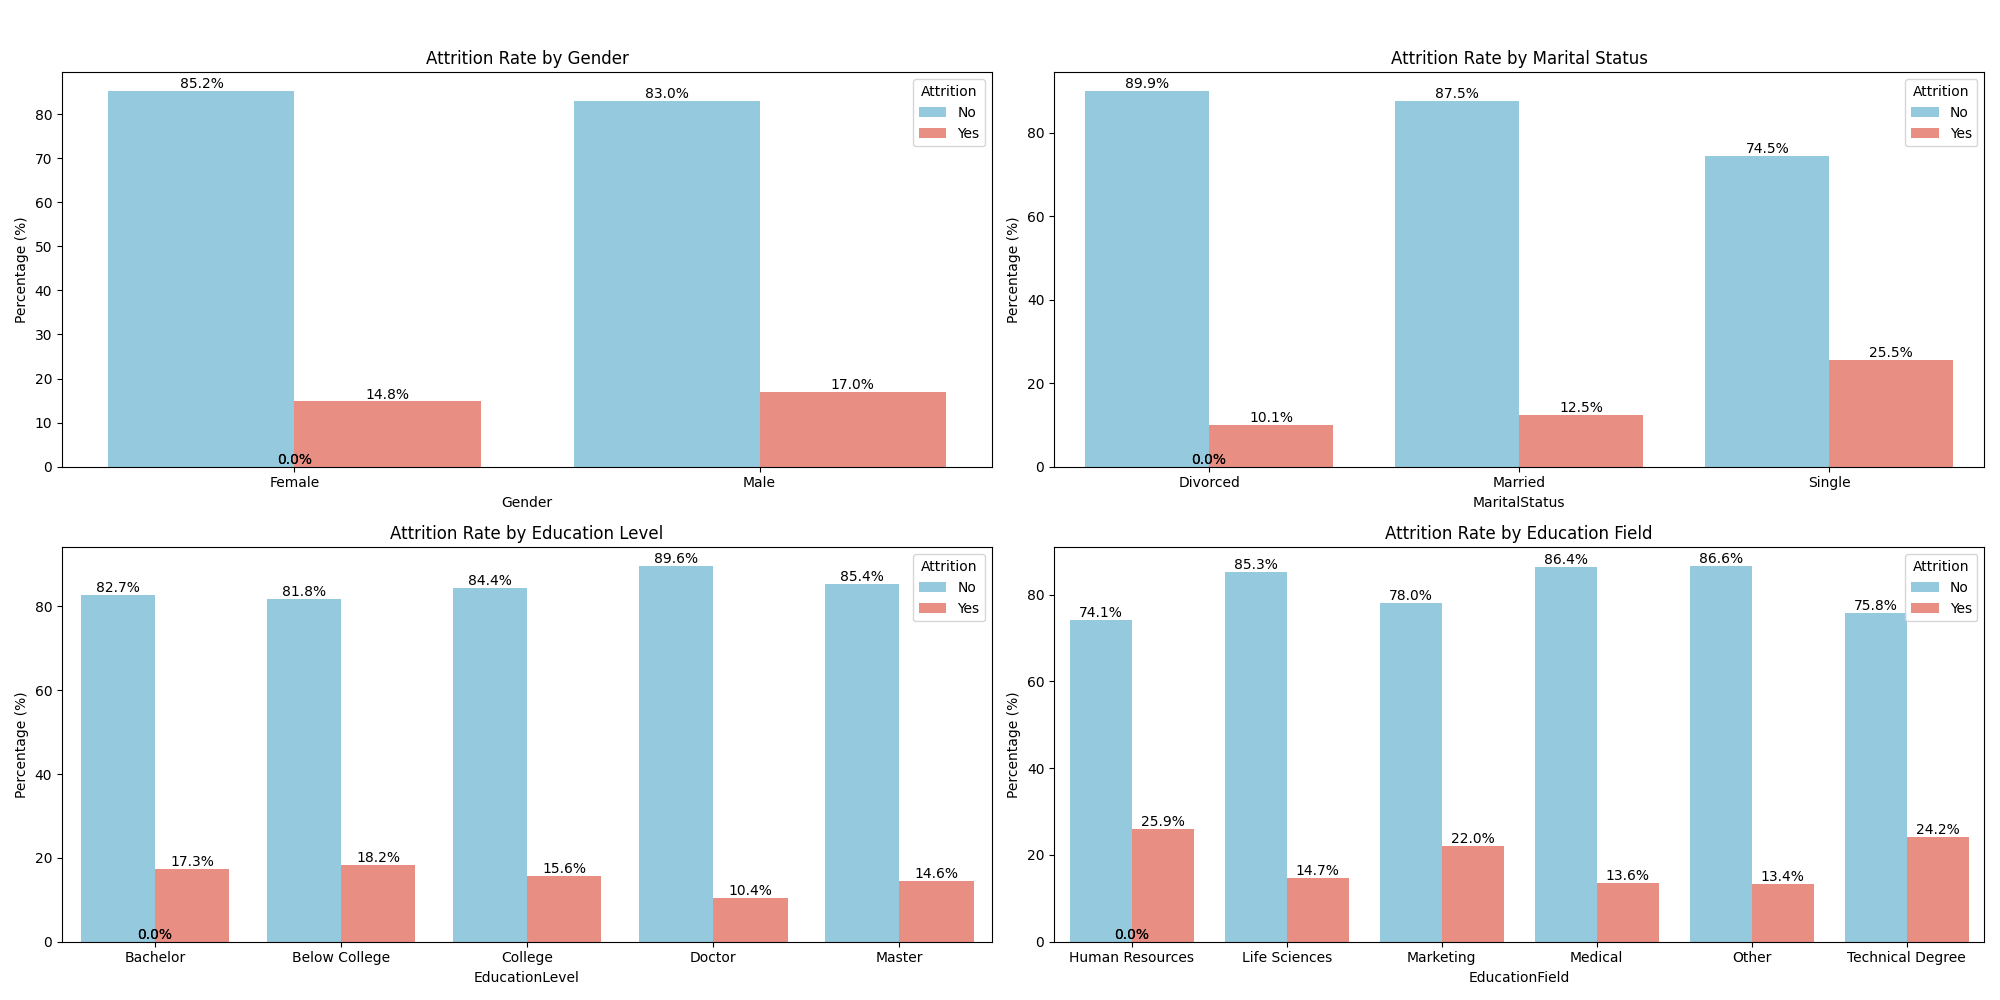 Attrition Rate by Gender
Percentage (%)
80
70
60
50
40
30
20
10
0
85.2%
14.8%
83.0%
17.0%
0.0%
Attrition
No
Yes
Female
Male
Gender
Attrition Rate by Marital Status
Percentage (%)
80
60
40
20
0
89.9%
10.1%
87.5%
12.5%
74.5%
25.5%
0.0%
Attrition
No
Yes
Divorced
Married
Single
MaritalStatus
Attrition Rate by Education Level
Percentage (%)
80
60
40
20
0
82.7%
17.3%
81.8%
18.2%
84.4%
15.6%
89.6%
10.4%
85.4%
14.6%
0.0%
Attrition
No
Yes
Bachelor
Below College
College
Doctor
Master
EducationLevel
Attrition Rate by Education Field
Percentage (%)
80
60
40
20
0
74.1%
25.9%
85.3%
14.7%
78.0%
22.0%
86.4%
13.6%
86.6%
13.4%
75.8%
24.2%
0.0%
Attrition
No
Yes
Human Resources
Life Sciences
Marketing
Medical
Other
Technical Degree
EducationField